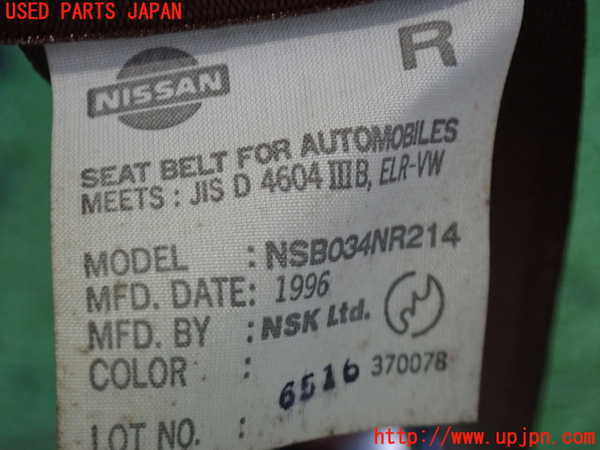 USED PARTS JAPAN
R
NISSAN
SEAT BELT FOR AUTOMOBILES
MEETS : JIS D 4604 IIIB, ELR-VW
MODEL : NSB034NR214
MFD. DATE: 1996
MFD. BY : NSK Ltd.
COLOR : 370078
6516
LOT NO. :
http://www.upjpn.com